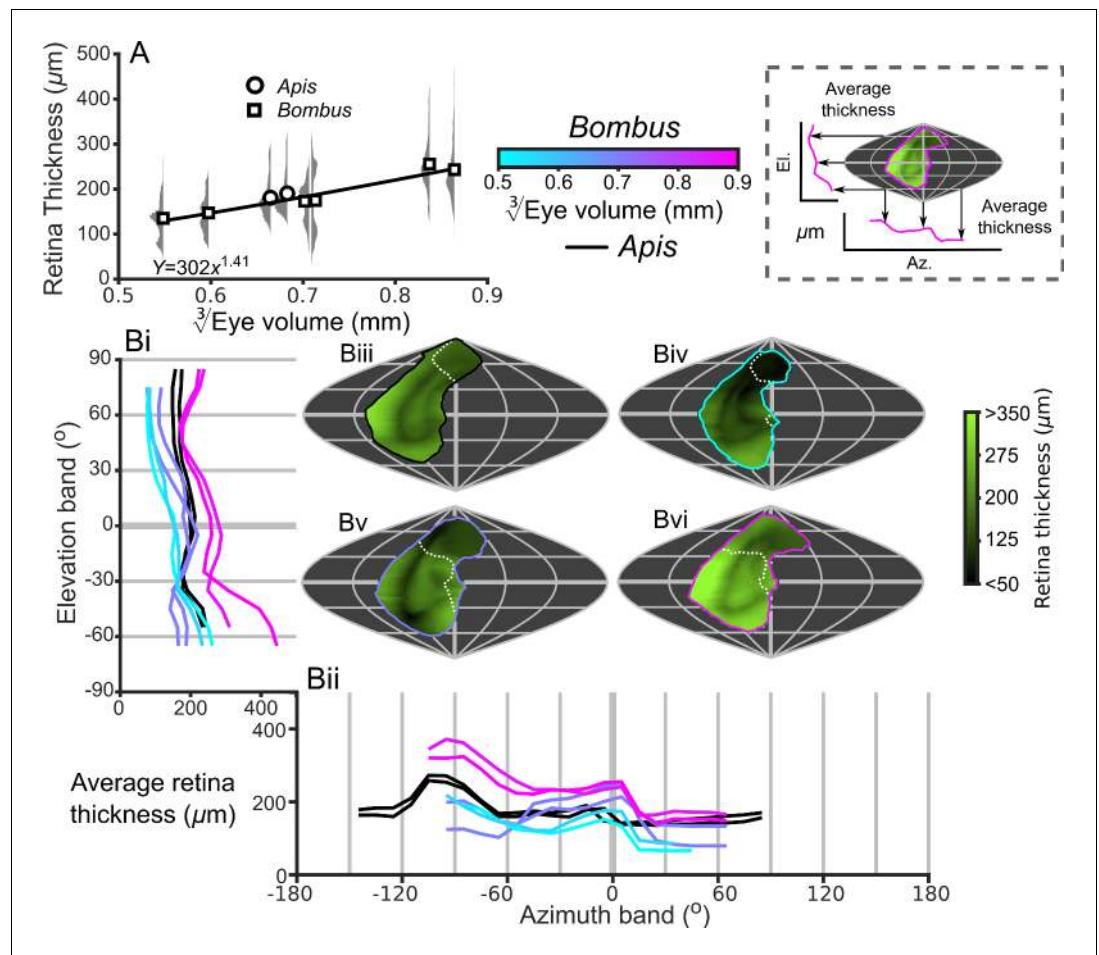 A
Retina Thickness (µm)
500
400
300
200
100
0
Apis
Bombus
Y=302x^1.41
0.5 0.6 0.7 0.8 0.9
∛Eye volume (mm)
Bombus
0.5 0.6 0.7 0.8 0.9
∛Eye volume (mm)
Apis
Average
thickness
El.
Average
thickness
µm
Az.
Bi
Elevation band (°)
90
60
30
0
-30
-60
-90
0 200 400
Biii
Biv
Bv
Bvi
>350
275
200
125
<50
Retina thickness (µm)
Bii
Average retina
thickness (µm)
400
200
0
-180 -120 -60 0 60 120 180
Azimuth band (°)